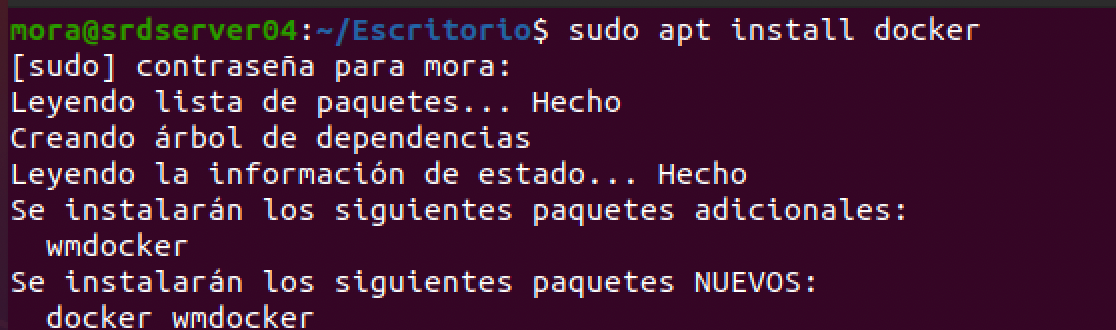 mora@srdserver04:~/Escritorio$ sudo apt install docker
[sudo] contraseña para mora:
Leyendo lista de paquetes... Hecho
Creando árbol de dependencias
Leyendo la información de estado... Hecho
Se instalarán los siguientes paquetes adicionales:
  wmdocker
Se instalarán los siguientes paquetes NUEVOS:
  docker wmdocker